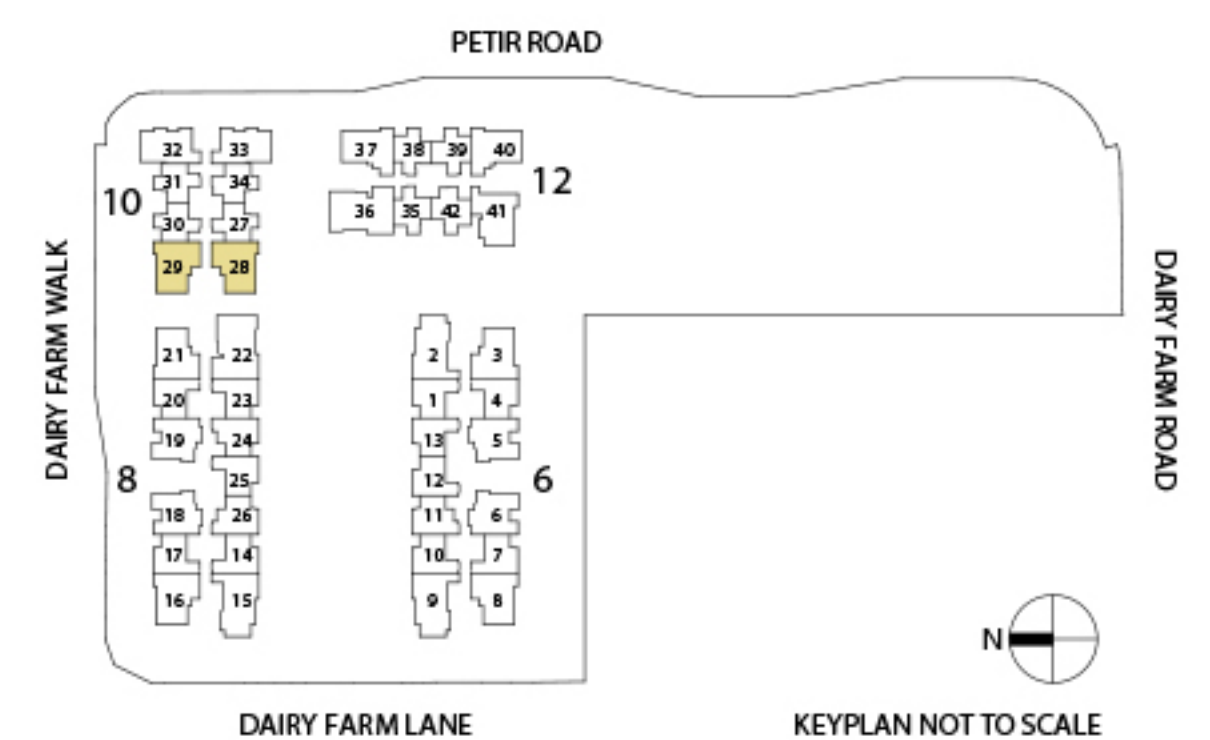 PETIR ROAD
32 33 37 38 39 40
31 34
10 12
30 27 36 35 42 41
29 28
DAIRY FARM WALK
DAIRY FARM ROAD
21 22 2 3
20 23 1 4
19 24 13 5
8 25 12 6
18 26 11 6
17 14 10 7
16 15 9 8
N
DAIRY FARM LANE
KEYPLAN NOT TO SCALE